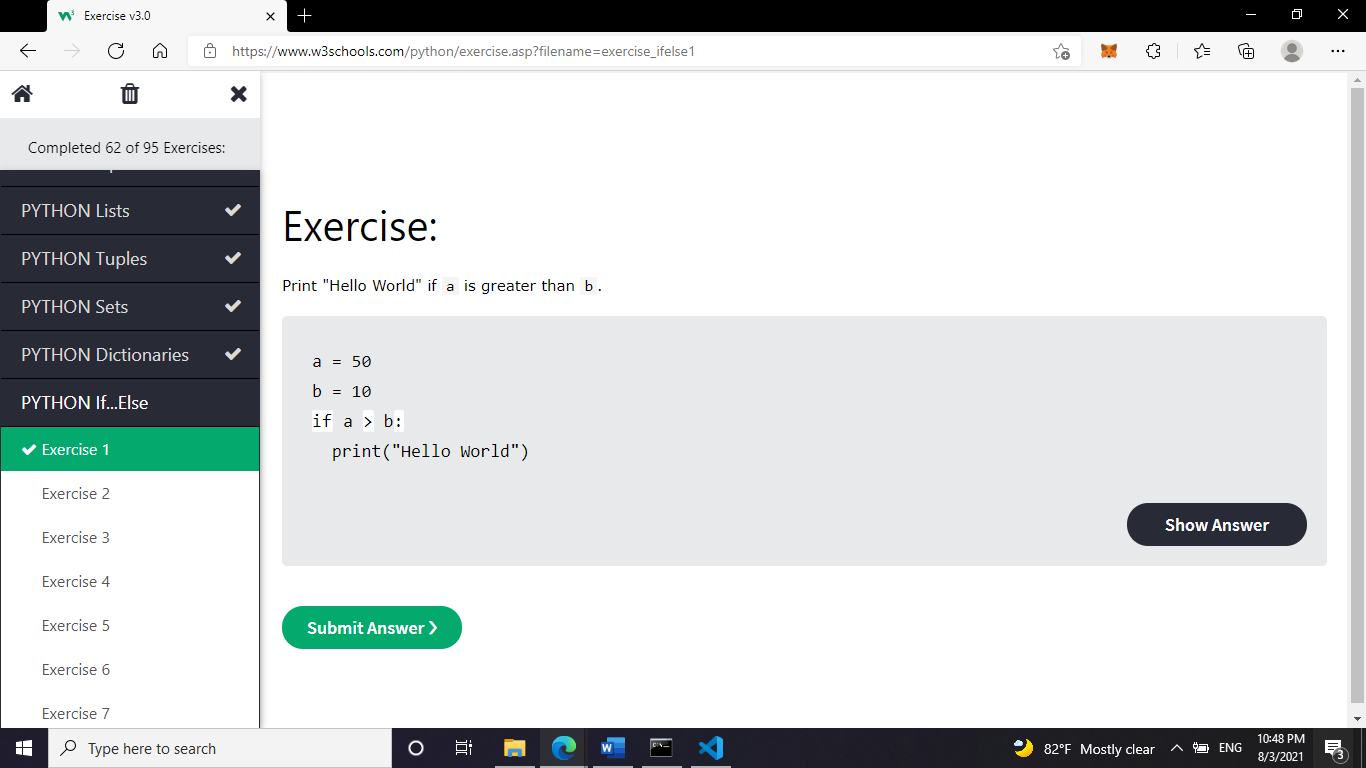 Exercise v3.0
https://www.w3schools.com/python/exercise.asp?filename=exercise_ifelse1
Completed 62 of 95 Exercises:
PYTHON Lists
PYTHON Tuples
PYTHON Sets
PYTHON Dictionaries
PYTHON If...Else
Exercise 1
Exercise 2
Exercise 3
Exercise 4
Exercise 5
Exercise 6
Exercise 7
Exercise:
Print "Hello World" if a is greater than b.
a = 50
b = 10
if a > b:
print("Hello World")
Show Answer
Submit Answer ❯
Type here to search
82°F Mostly clear
ENG
10:48 PM
8/3/2021
3